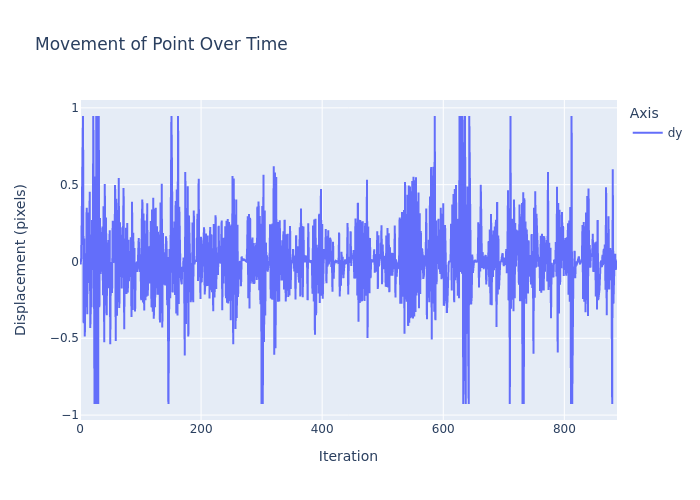 Movement of Point Over Time
Axis
dy
1
0.5
0
−0.5
−1
Displacement (pixels)
0
200
400
600
800
Iteration